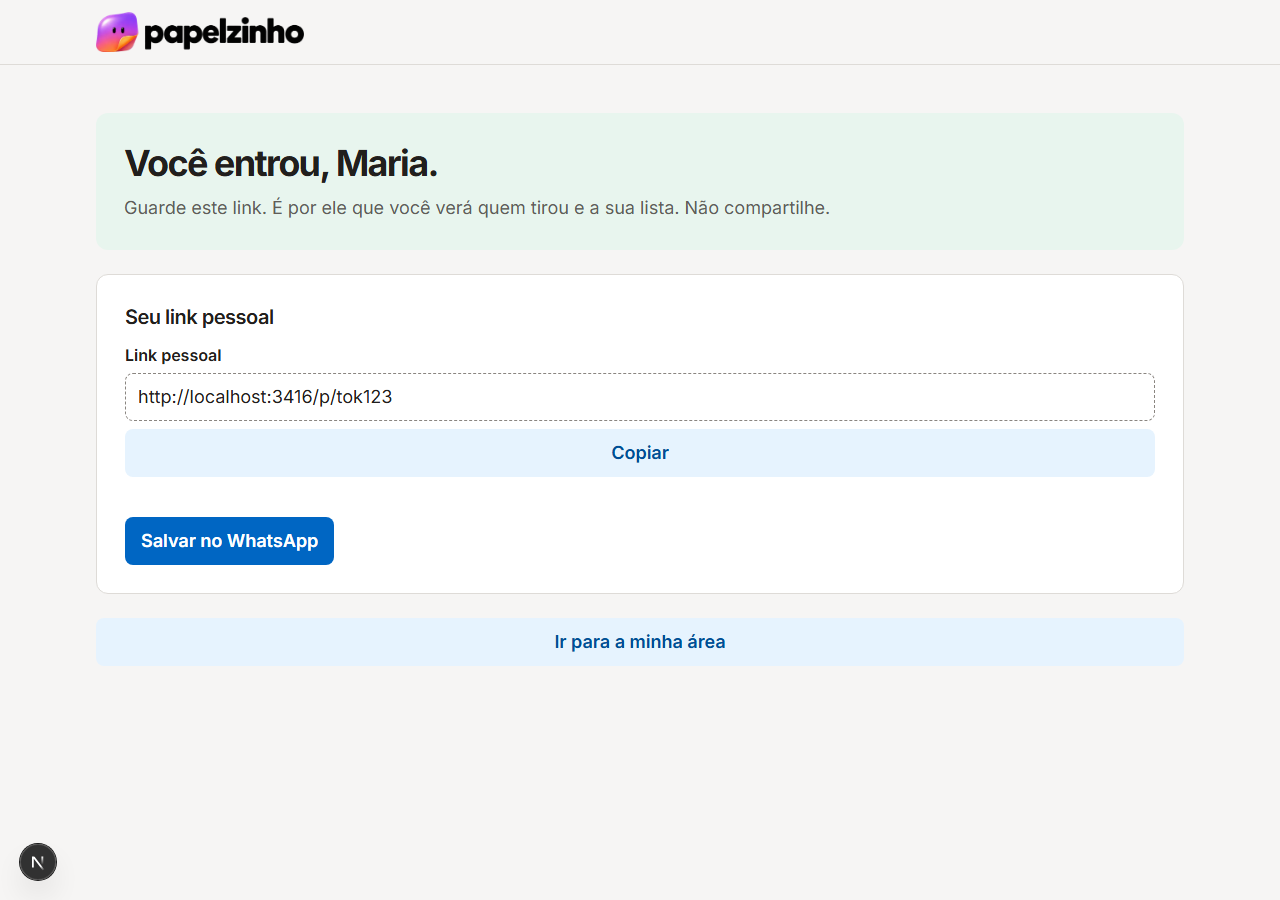 papelzinho
Você entrou, Maria.
Guarde este link. É por ele que você verá quem tirou e a sua lista. Não compartilhe.
Seu link pessoal
Link pessoal
http://localhost:3416/p/tok123
Copiar
Salvar no WhatsApp
Ir para a minha área
N